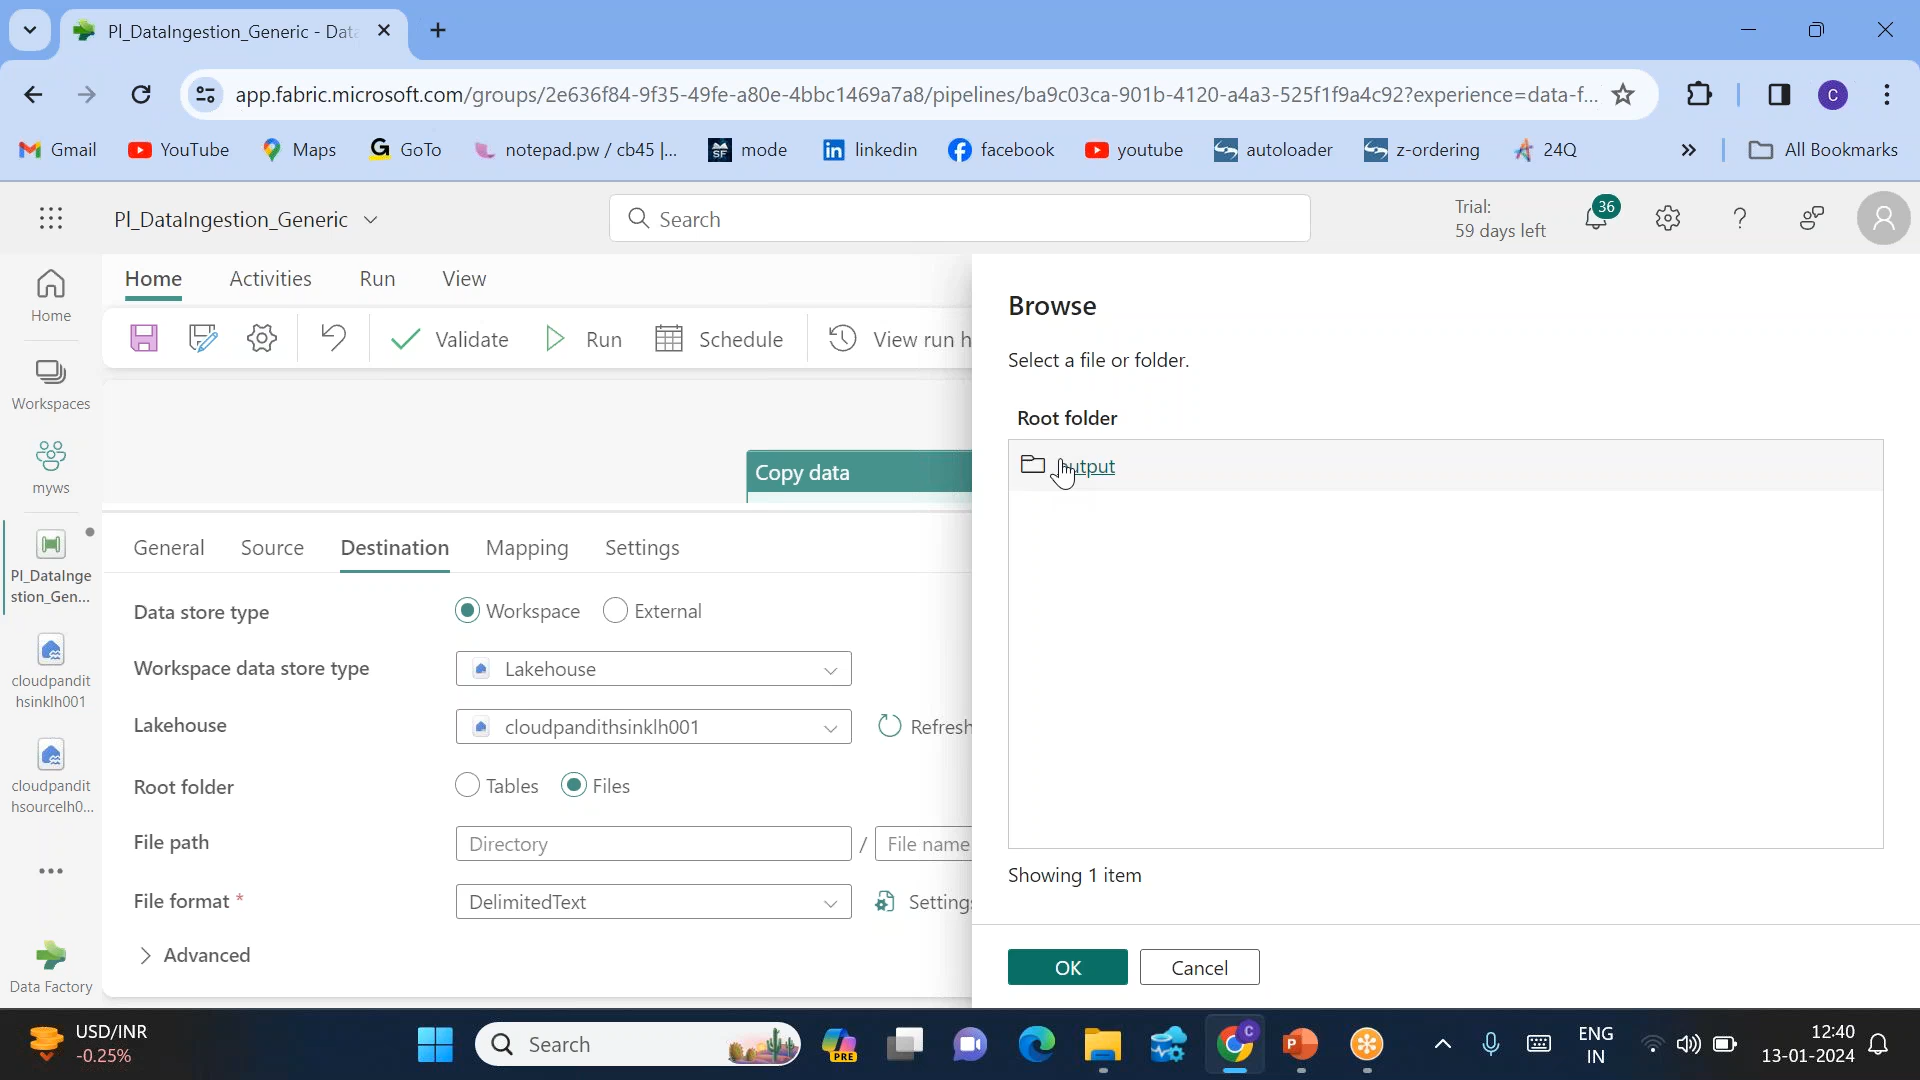 Pl_DataIngestion_Generic - Data
app.fabric.microsoft.com/groups/2e636f84-9f35-49fe-a80e-4bbc1469a7a8/pipelines/ba9c03ca-901b-4120-a4a3-525f1f9a4c92?experience=data-f...
C
Gmail
YouTube
Maps
GoTo
notepad.pw / cb45 |...
mode
linkedin
facebook
youtube
autoloader
z-ordering
24Q
All Bookmarks
Pl_DataIngestion_Generic
Search
Trial:
59 days left
36
Home
Activities
Run
View
Validate
Run
Schedule
View run h
Home
Workspaces
myws
Pl_DataInge
stion_Gen...
cloudpandit
hsinklh001
cloudpandit
hsourcelh0...
Data Factory
Copy data
General
Source
Destination
Mapping
Settings
Data store type
Workspace
External
Workspace data store type
Lakehouse
Lakehouse
cloudpandithsinklh001
Refresh
Root folder
Tables
Files
File path
Directory
/
File name
File format *
DelimitedText
Settings
Advanced
Browse
Select a file or folder.
Root folder
output
Showing 1 item
OK
Cancel
USD/INR
-0.25%
Search
PRE
C
ENG
IN
12:40
13-01-2024